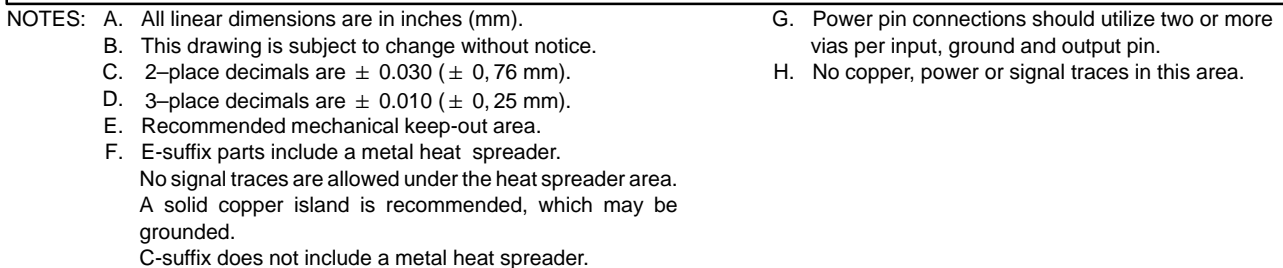 NOTES: A. All linear dimensions are in inches (mm).
B. This drawing is subject to change without notice.
C. 2–place decimals are ± 0.030 ( ± 0, 76 mm).
D. 3–place decimals are ± 0.010 ( ± 0, 25 mm).
E. Recommended mechanical keep-out area.
F. E-suffix parts include a metal heat spreader.
No signal traces are allowed under the heat spreader area.
A solid copper island is recommended, which may be
grounded.
C-suffix does not include a metal heat spreader.
G. Power pin connections should utilize two or more
vias per input, ground and output pin.
H. No copper, power or signal traces in this area.